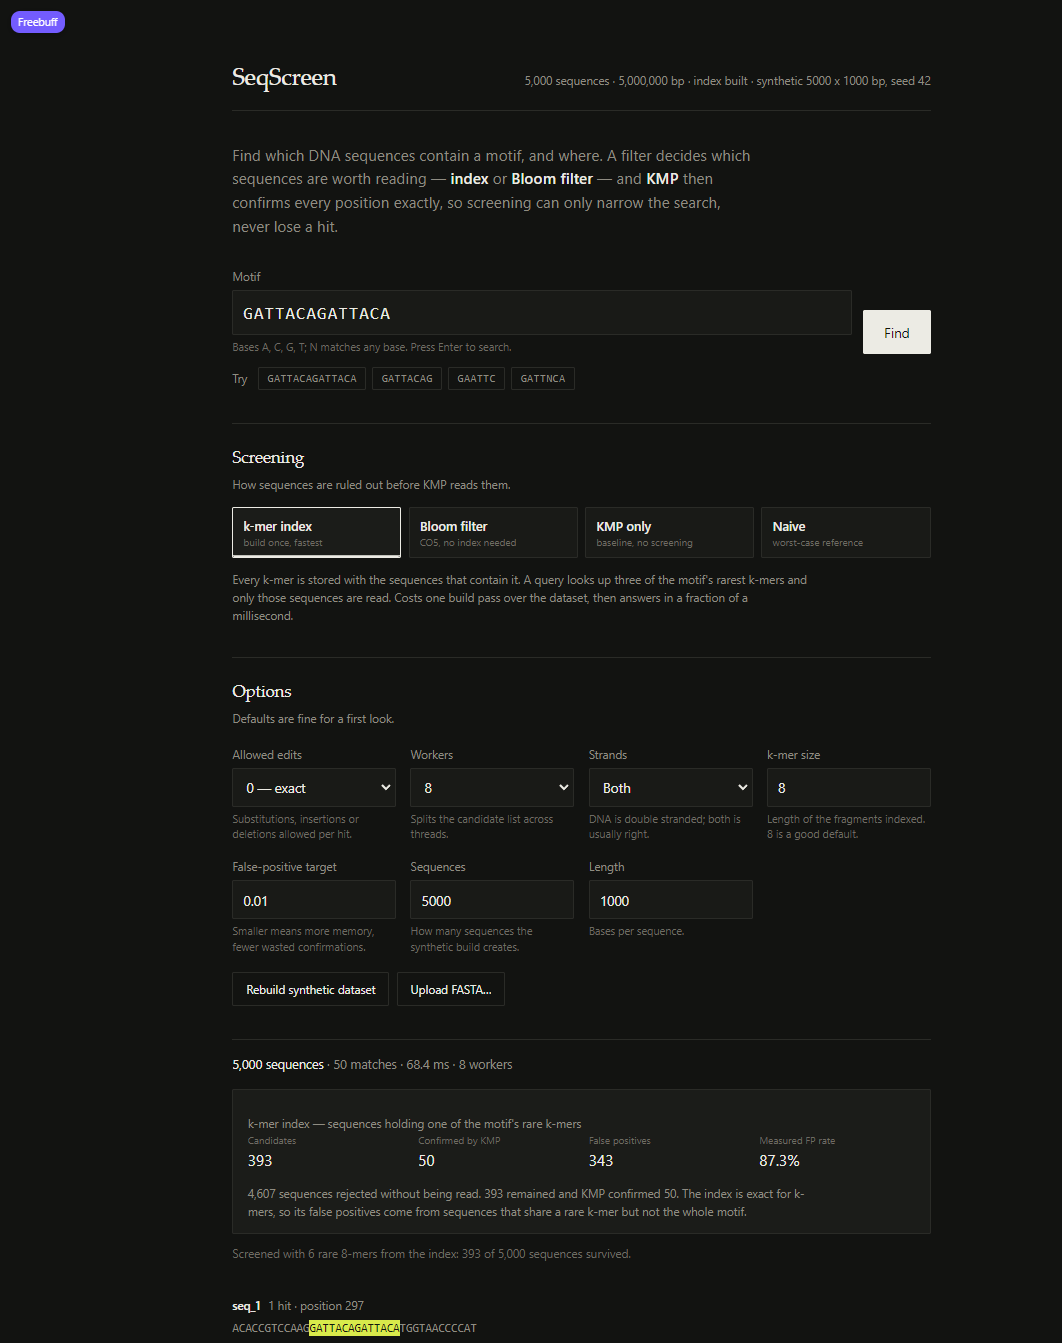 Freebuff
SeqScreen
5,000 sequences · 5,000,000 bp · index built · synthetic 5000 x 1000 bp, seed 42
Find which DNA sequences contain a motif, and where. A filter decides which
sequences are worth reading — index or Bloom filter — and KMP then
confirms every position exactly, so screening can only narrow the search,
never lose a hit.
Motif
GATTACAGATTACA
Find
Bases A, C, G, T; N matches any base. Press Enter to search.
Try GATTACAGATTACA GATTACAG GAATTC GATTNCA
Screening
How sequences are ruled out before KMP reads them.
k-mer index Bloom filter KMP only Naive
build once, fastest CO5, no index needed baseline, no screening worst-case reference
Every k-mer is stored with the sequences that contain it. A query looks up three of the motif's rarest k-mers and
only those sequences are read. Costs one build pass over the dataset, then answers in a fraction of a
millisecond.
Options
Defaults are fine for a first look.
Allowed edits Workers Strands k-mer size
0 — exact 8 Both 8
Substitutions, insertions or Splits the candidate list across DNA is double stranded; both is Length of the fragments indexed.
deletions allowed per hit. threads. usually right. 8 is a good default.
False-positive target Sequences Length
0.01 5000 1000
Smaller means more memory, How many sequences the Bases per sequence.
fewer wasted confirmations. synthetic build creates.
Rebuild synthetic dataset Upload FASTA...
5,000 sequences · 50 matches · 68.4 ms · 8 workers
k-mer index — sequences holding one of the motif's rare k-mers
Candidates Confirmed by KMP False positives Measured FP rate
393 50 343 87.3%
4,607 sequences rejected without being read. 393 remained and KMP confirmed 50. The index is exact for k-
mers, so its false positives come from sequences that share a rare k-mer but not the whole motif.
Screened with 6 rare 8-mers from the index: 393 of 5,000 sequences survived.
seq_1 1 hit · position 297
ACACCGTCCAAGGATTACAGATTACATGGTAACCCCAT